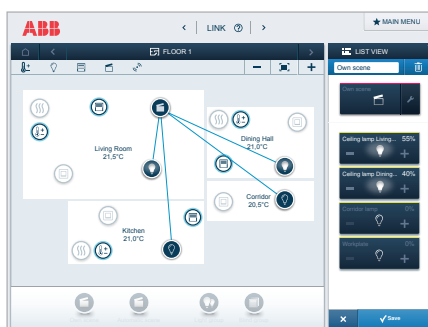 ABB
LINK
MAIN MENU
FLOOR 1
LIST VIEW
Own scene
Own scene
Living Room
21,5°C
Dining Hall
21,0°C
Corridor
20,5°C
Kitchen
21,0°C
Ceiling lamp Living... 55%
Ceiling lamp Dining... 40%
Corridor lamp 0%
Workplace 0%
Save